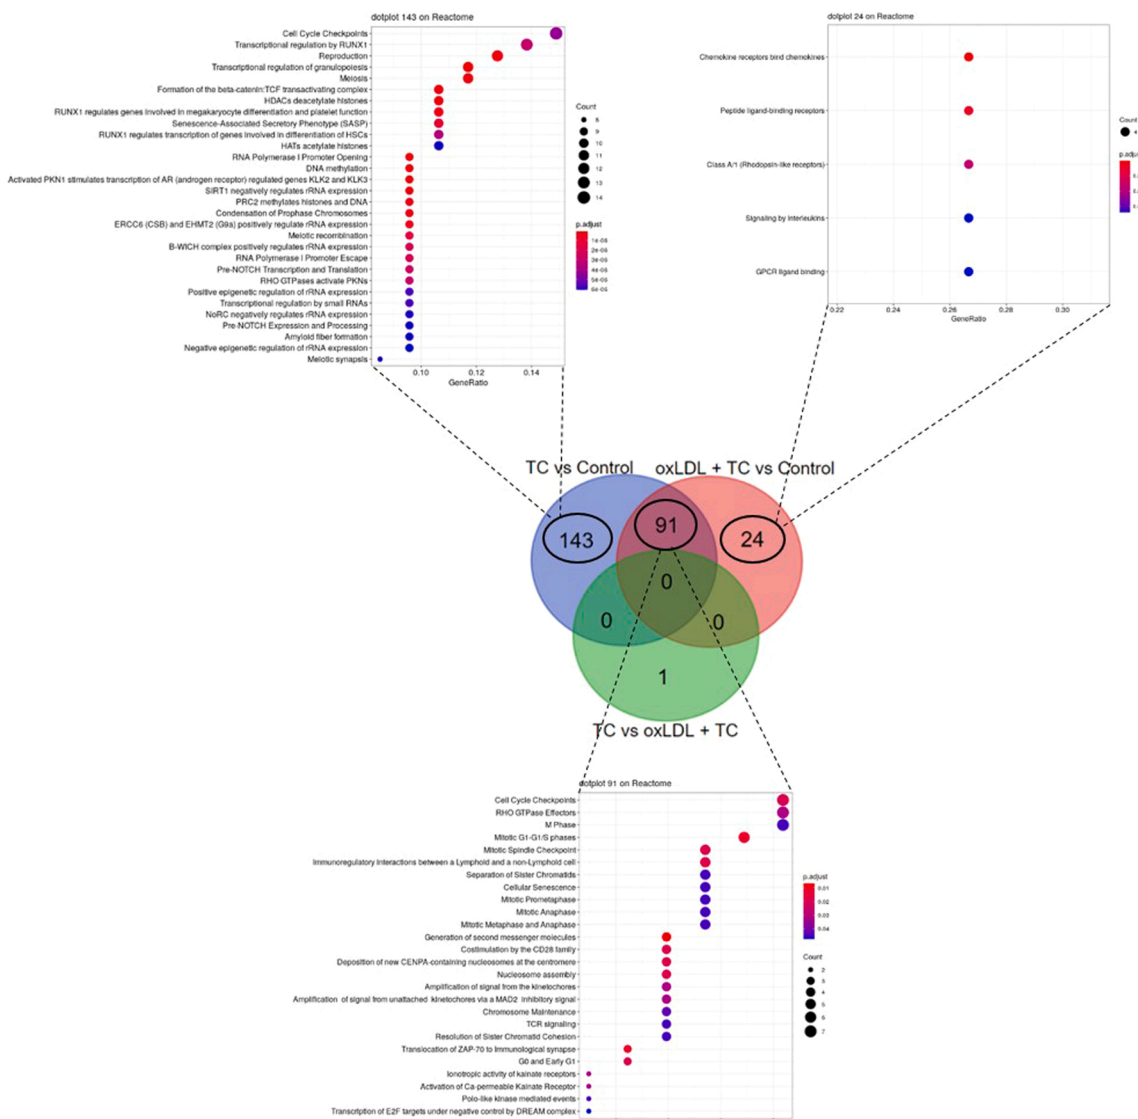 dotplot 143 on Reactome
Cell Cycle Checkpoints
Transcriptional regulation by RUNX1
Reproduction
Transcriptional regulation of granulopoiesis
Meiosis
Formation of the beta-catenin:TCF transactivating complex
HDACs deacetylate histones
RUNX1 regulates genes involved in megakaryocyte differentiation and platelet function
Senescence-Associated Secretory Phenotype (SASP)
RUNX1 regulates transcription of genes involved in differentiation of HSCs
HATs acetylate histones
RNA Polymerase I Promoter Opening
DNA methylation
Activated PKN1 stimulates transcription of AR (androgen receptor) regulated genes KLK2 and KLK3
SIRT1 negatively regulates rRNA expression
PRC2 methylates histones and DNA
Condensation of Prophase Chromosomes
ERCC6 (CSB) and EHMT2 (G9a) positively regulate rRNA expression
Meiotic recombination
B-WICH complex positively regulates rRNA expression
RNA Polymerase I Promoter Escape
Pre-NOTCH Transcription and Translation
RHO GTPases activate PKNs
Positive epigenetic regulation of rRNA expression
Transcriptional regulation by small RNAs
NoRC negatively regulates rRNA expression
Pre-NOTCH Expression and Processing
Amyloid fiber formation
Negative epigenetic regulation of rRNA expression
Meiotic synapsis
0.10 0.12 0.14
GeneRatio
Count
8
9
10
11
12
13
14
p.adjust
1e-06
2e-06
3e-06
4e-06
5e-06
6e-06
dotplot 24 on Reactome
Chemokine receptors bind chemokines
Peptide ligand-binding receptors
Class A/1 (Rhodopsin-like receptors)
Signaling by Interleukins
GPCR ligand binding
0.22 0.24 0.26 0.28 0.30
GeneRatio
Count
4
TC vs Control oxLDL + TC vs Control
143
91
24
0
0
0
1
TC vs oxLDL + TC
dotplot 91 on Reactome
Cell Cycle Checkpoints
RHO GTPase Effectors
M Phase
Mitotic G1-G1/S phases
Mitotic Spindle Checkpoint
Immunoregulatory interactions between a Lymphoid and a non-Lymphoid cell
Separation of Sister Chromatids
Cellular Senescence
Mitotic Prometaphase
Mitotic Anaphase
Mitotic Metaphase and Anaphase
Generation of second messenger molecules
Costimulation by the CD28 family
Deposition of new CENPA-containing nucleosomes at the centromere
Nucleosome assembly
Amplification of signal from the kinetochores
Amplification of signal from unattached kinetochores via a MAD2 inhibitory signal
Chromosome Maintenance
TCR signaling
Resolution of Sister Chromatid Cohesion
Translocation of ZAP-70 to Immunological synapse
G0 and Early G1
Ionotropic activity of kainate receptors
Activation of Ca-permeable Kainate Receptor
Polo-like kinase mediated events
Transcription of E2F targets under negative control by DREAM complex
p.adjust
0.01
0.02
0.03
0.04
Count
2
3
4
5
6
7